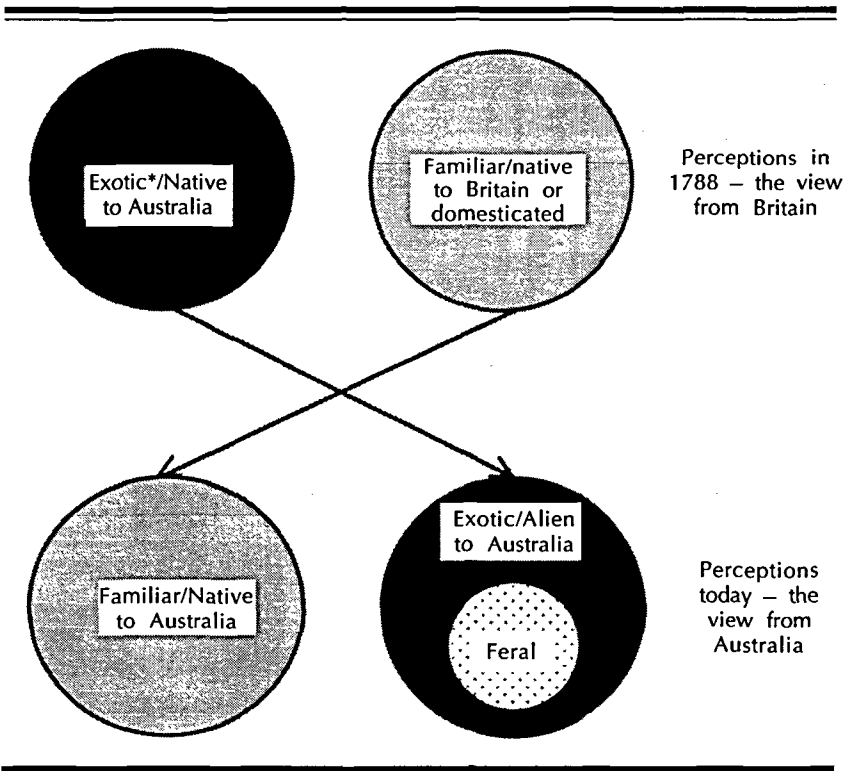 Exotic*/Native
to Australia
Familiar/native
to Britain or
domesticated
Perceptions in
1788 – the view
from Britain
Familiar/Native
to Australia
Exotic/Alien
to Australia
Feral
Perceptions
today – the
view from
Australia